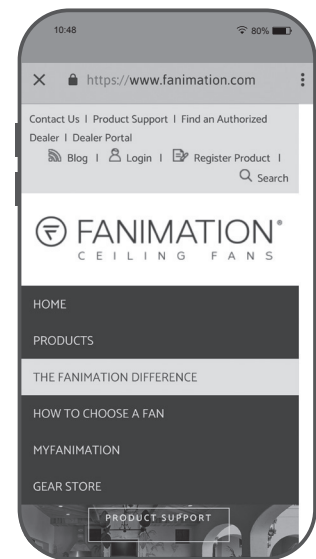 10:48 80%
https://www.fanimation.com
Contact Us | Product Support | Find an Authorized
Dealer | Dealer Portal
Blog | Login | Register Product |
Search
FANIMATION®
CEILING FANS
HOME
PRODUCTS
THE FANIMATION DIFFERENCE
HOW TO CHOOSE A FAN
MYFANIMATION
GEAR STORE
PRODUCT SUPPORT